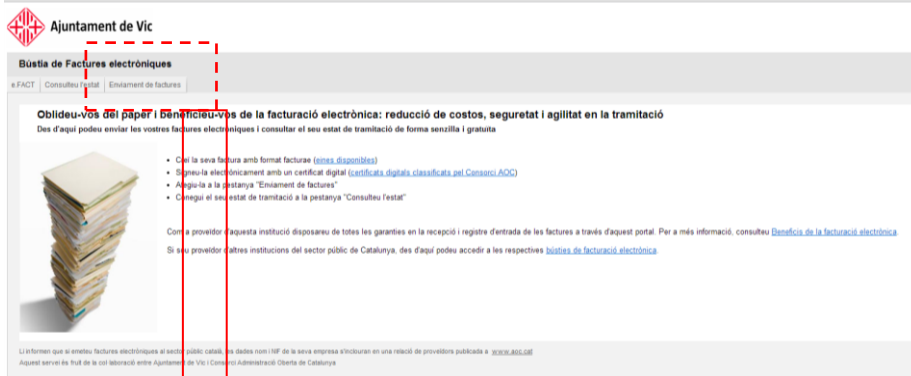 Ajuntament de Vic
Bústia de Factures electròniques
e.FACT Consulteu l'estat Enviament de factures
Oblideu-vos del paper i beneficieu-vos de la facturació electrònica: reducció de costos, seguretat i agilitat en la tramitació
Des d'aquí podeu enviar les vostres factures electròniques i consultar el seu estat de tramitació de forma senzilla i gratuïta
• Creï la seva factura amb format facturae (eines disponibles)
• Signeu-la electrònicament amb un certificat digital (certificats digitals classificats pel Consorci AOC)
• Afegiu-la a la pestanya "Enviament de factures"
• Conegui el seu estat de tramitació a la pestanya "Consulteu l'estat"
Com a proveïdor d'aquesta institució disposareu de totes les garanties en la recepció i registre d'entrada de les factures a través d'aquest portal. Per a més informació, consulteu Beneficis de la facturació electrònica.
Si sou proveïdor d'altres institucions del sector públic de Catalunya, des d'aquí podeu accedir a les respectives bústies de facturació electrònica.
Li informen que si emeteu factures electròniques al sector públic català, les dades nom i NIF de la seva empresa s'inclouran en una relació de proveïdors publicada a www.aoc.cat
Aquest servei és fruit de la col·laboració entre Ajuntament de Vic i Consorci Administració Oberta de Catalunya